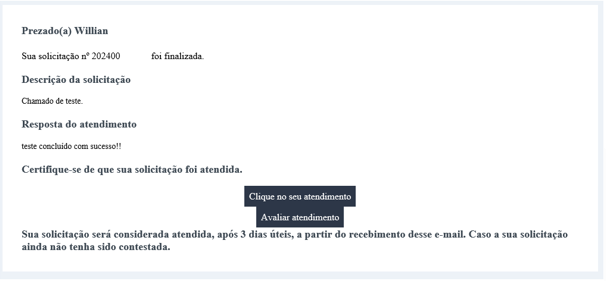 Prezado(a) Willian
Sua solicitação nº 202400 foi finalizada.
Descrição da solicitação
Chamado de teste.
Resposta do atendimento
teste concluído com sucesso!!
Certifique-se de que sua solicitação foi atendida.
Clique no seu atendimento
Avaliar atendimento
Sua solicitação será considerada atendida, após 3 dias úteis, a partir do recebimento desse e-mail. Caso a sua solicitação
ainda não tenha sido contestada.